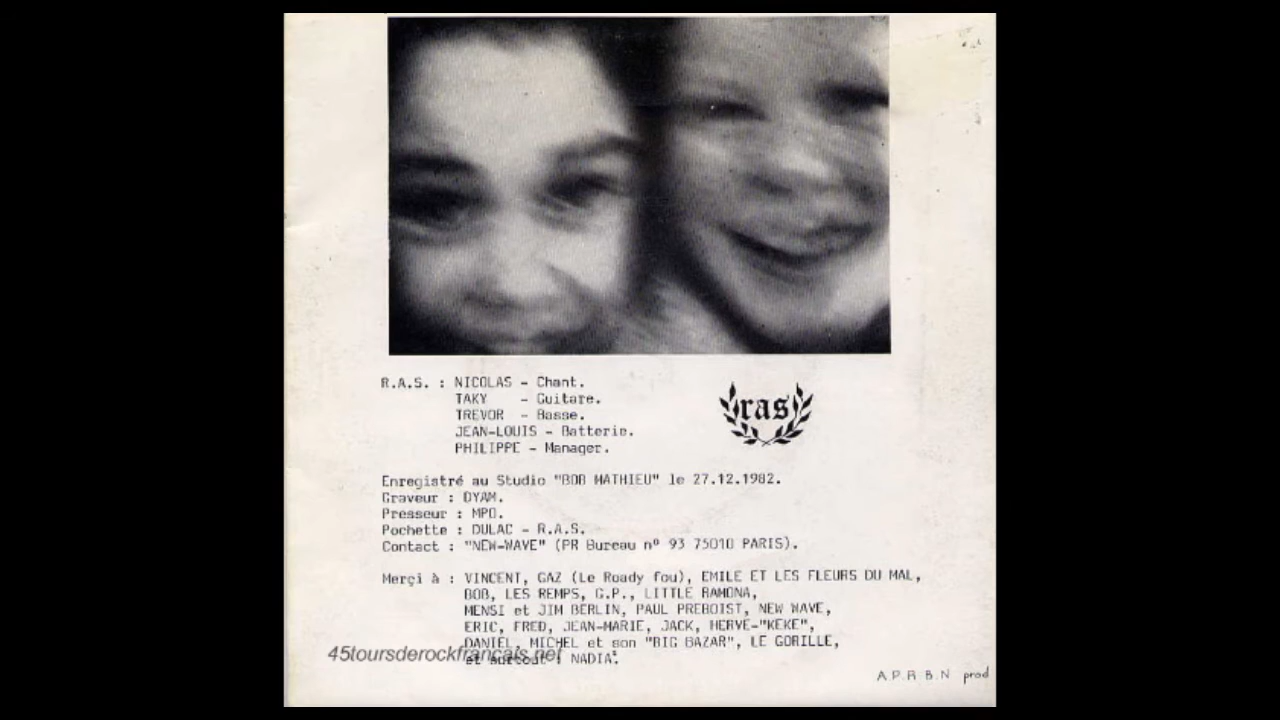 R.A.S. : NICOLAS - Chant.
TAKY - Guitare.
TREVOR - Basse.
JEAN-LOUIS - Batterie.
PHILIPPE - Manager.
ras
Enregistré au Studio "BOB MATHIEU" le 27.12.1982.
Graveur : DYAM.
Presseur : MPO.
Pochette : DULAC - R.A.S.
Contact : "NEW-WAVE" (PR Bureau nº 93 75010 PARIS).
Merçi à : VINCENT, GAZ (Le Roady fou), EMILE ET LES FLEURS DU MAL,
BOB, LES REMPS, G.P., LITTLE RAMONA,
MENSI et JIM BERLIN, PAUL PREBOIST, NEW WAVE,
ERIC, FRED, JEAN-MARIE, JACK, HERVE-"KEKE",
DANIEL, MICHEL et son "BIG BAZAR", LE GORILLE,
et surtout : NADIA.
45toursderockfrancais.net
A.P.R.B.N prod